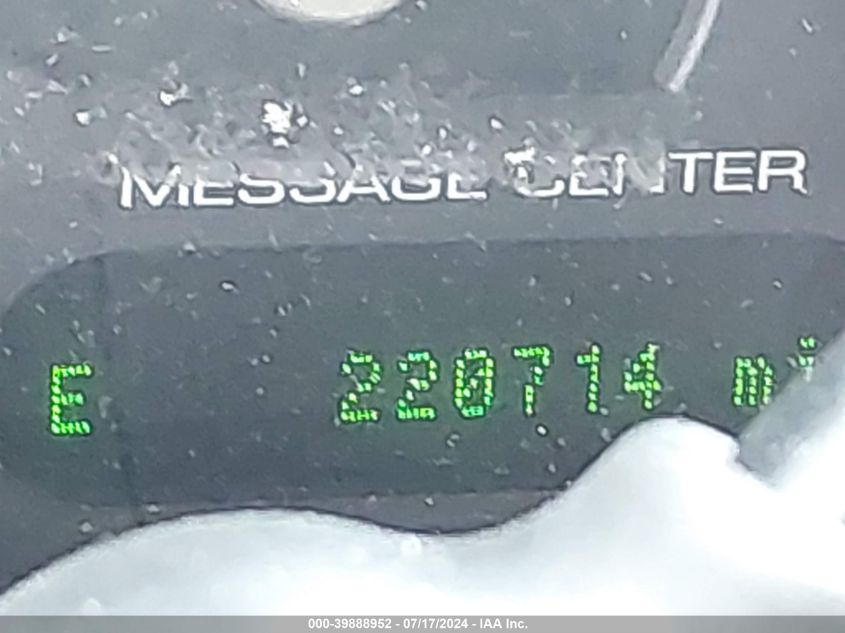 MESSAGE CENTER
E 220714 mi
000-39888952 - 07/17/2024 - IAA Inc.